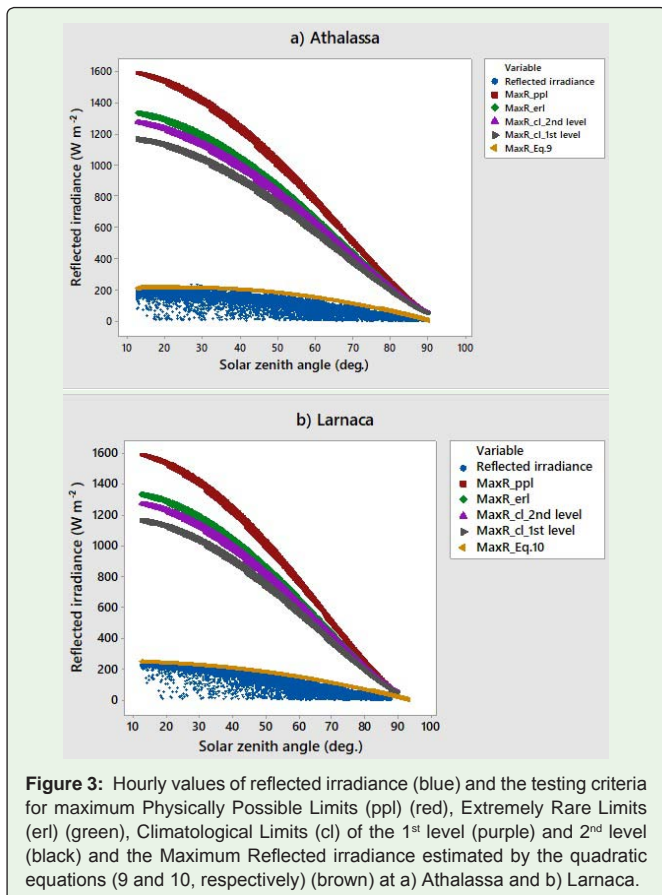 a) Athalassa
Variable
Reflected irradiance
MaxR_ppl
MaxR_erl
MaxR_cl_2nd level
MaxR_cl_1st level
MaxR_Eq.9
Reflected irradiance (W m⁻²)
1600
1400
1200
1000
800
600
400
200
0
10 20 30 40 50 60 70 80 90 100
Solar zenith angle (deg.)
b) Larnaca
Variable
Reflected irradiance
MaxR_ppl
MaxR_erl
MaxR_cl_2nd level
MaxR_cl_1st level
MaxR_Eq.10
Reflected irradiance (W m⁻²)
1600
1400
1200
1000
800
600
400
200
0
10 20 30 40 50 60 70 80 90 100
Solar zenith angle (deg.)
Figure 3: Hourly values of reflected irradiance (blue) and the testing criteria
for maximum Physically Possible Limits (ppl) (red), Extremely Rare Limits
(erl) (green), Climatological Limits (cl) of the 1st level (purple) and 2nd level
(black) and the Maximum Reflected irradiance estimated by the quadratic
equations (9 and 10, respectively) (brown) at a) Athalassa and b) Larnaca.